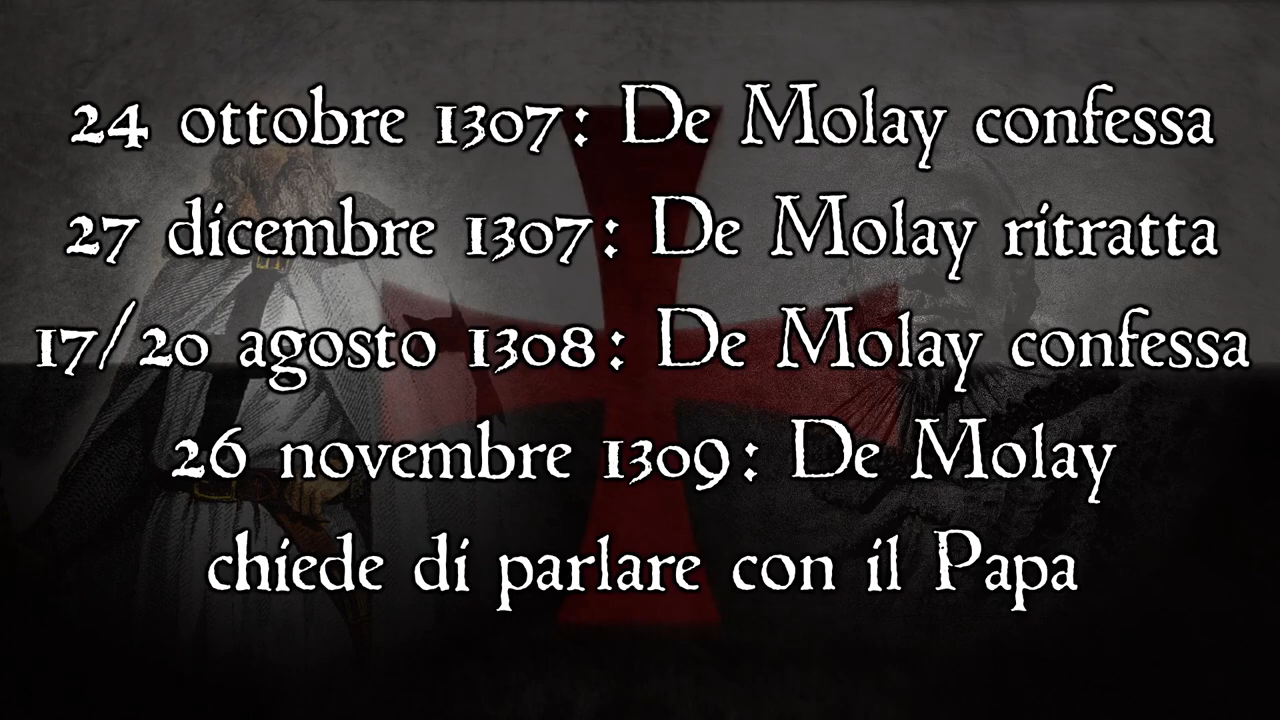 24 ottobre 1307: De Molay confessa
27 dicembre 1307: De Molay ritratta
17/20 agosto 1308: De Molay confessa
26 novembre 1309: De Molay
chiede di parlare con il Papa